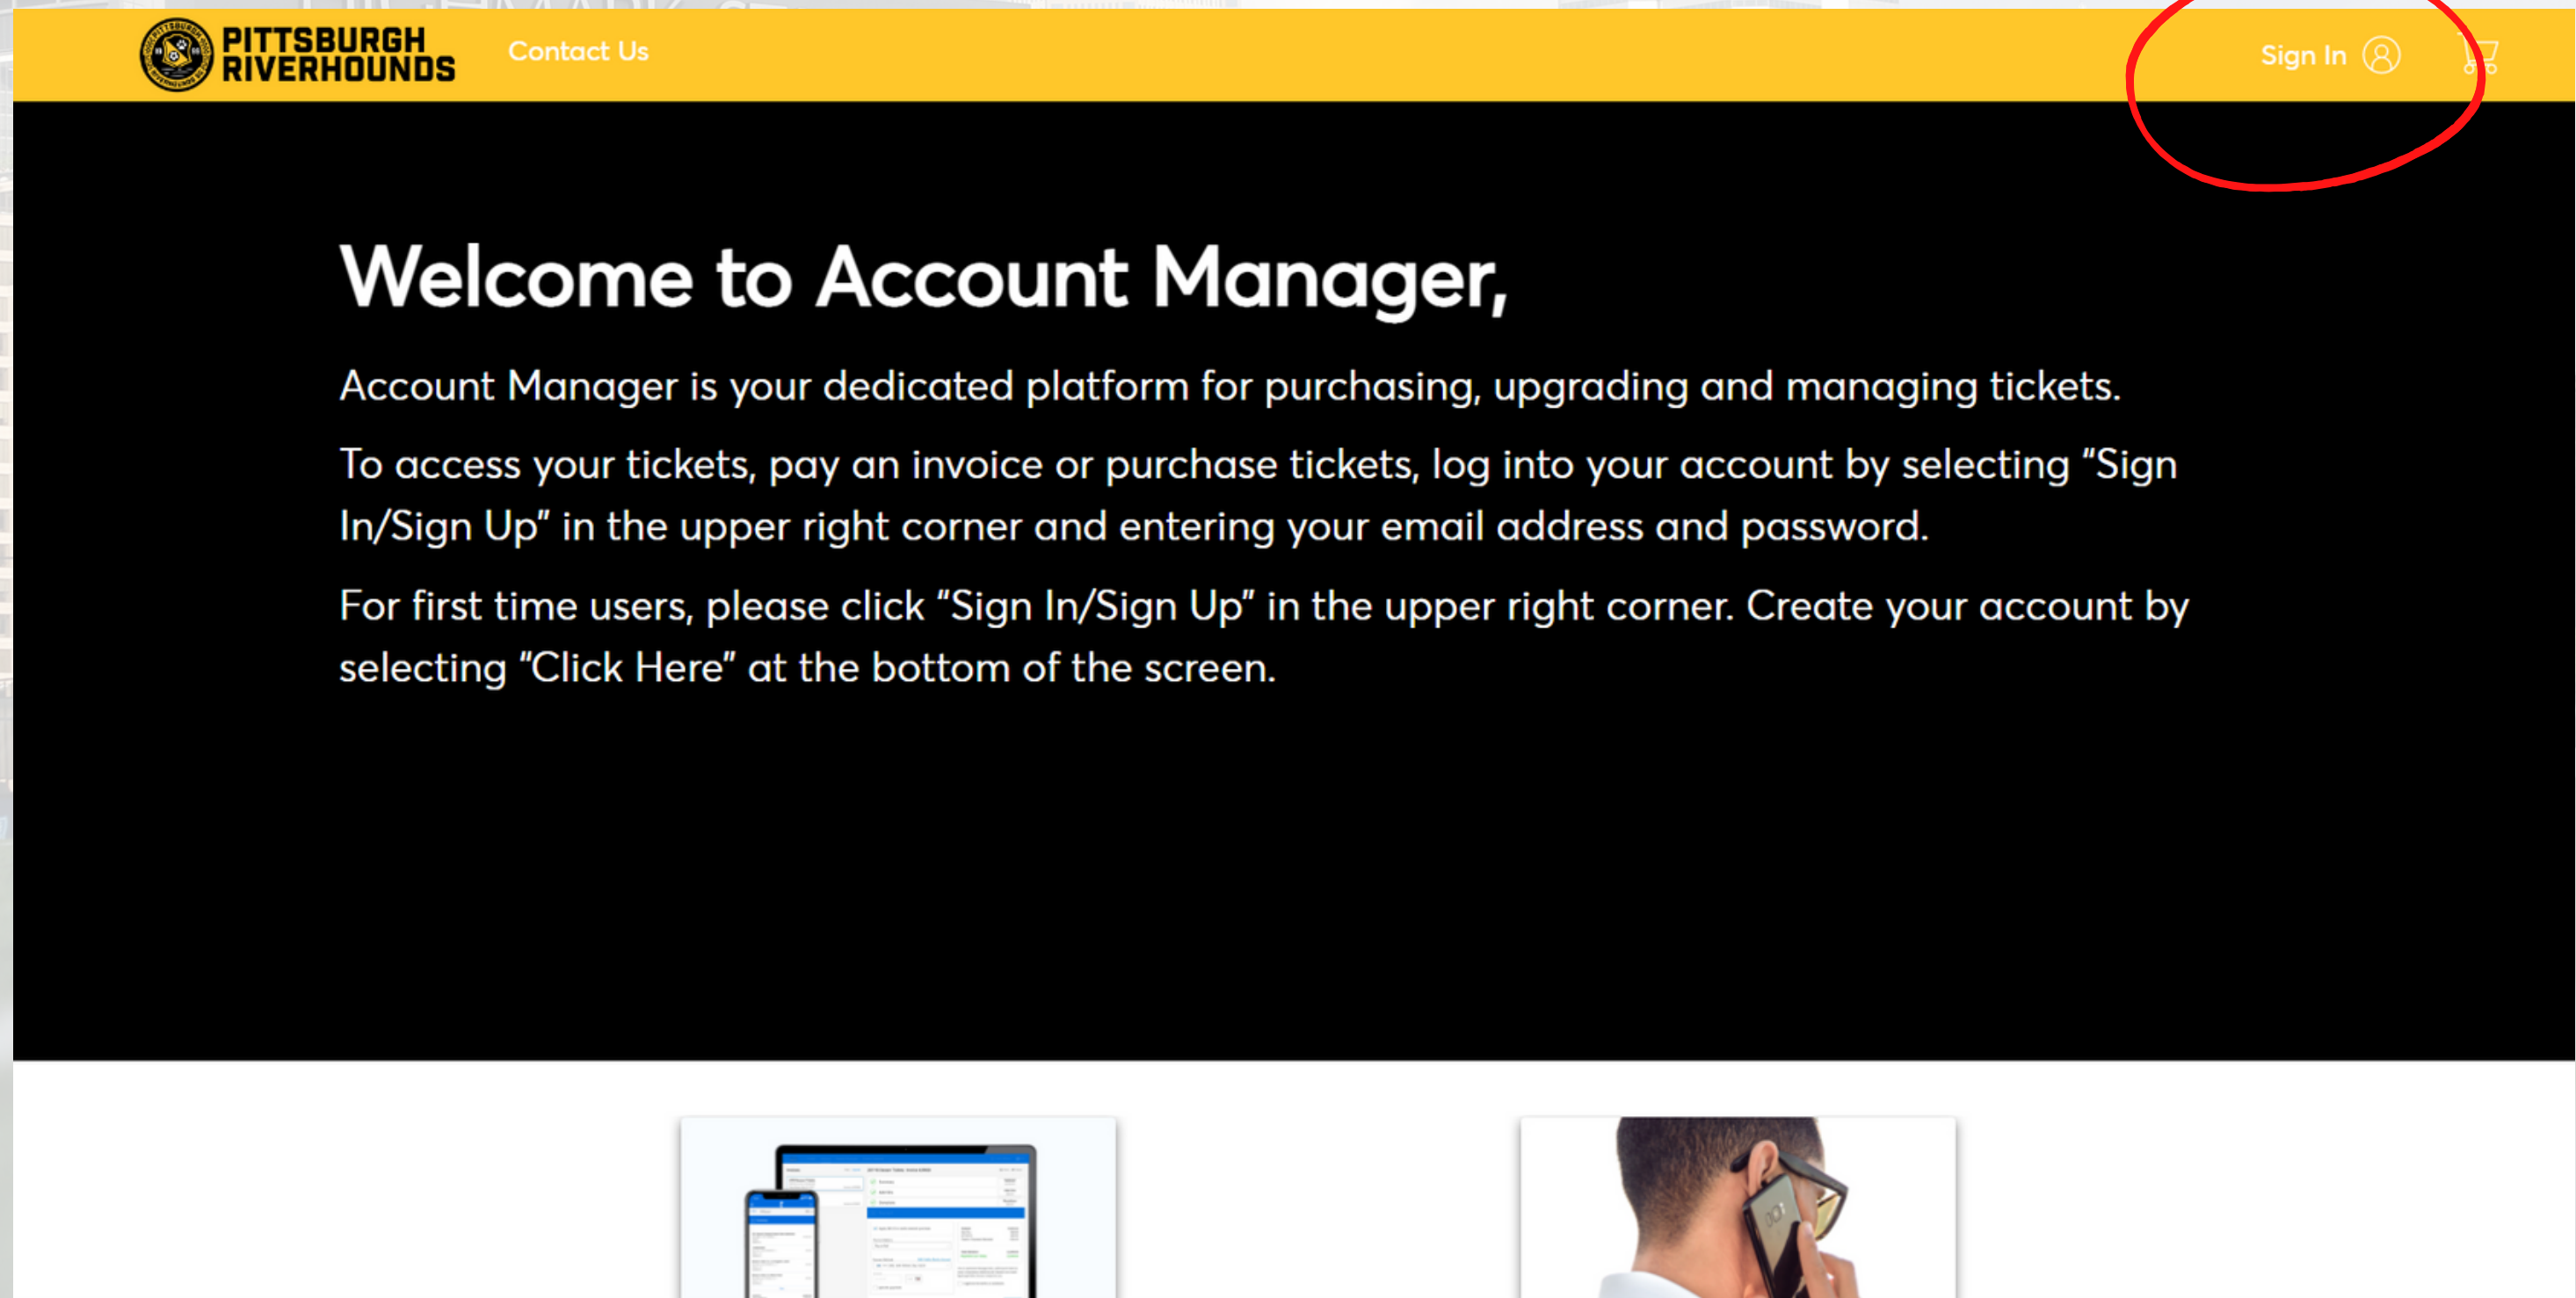 PITTSBURGH
RIVERHOUNDS
Contact Us
Sign In
Welcome to Account Manager,
Account Manager is your dedicated platform for purchasing, upgrading and managing tickets.
To access your tickets, pay an invoice or purchase tickets, log into your account by selecting "Sign
In/Sign Up" in the upper right corner and entering your email address and password.
For first time users, please click "Sign In/Sign Up" in the upper right corner. Create your account by
selecting "Click Here" at the bottom of the screen.